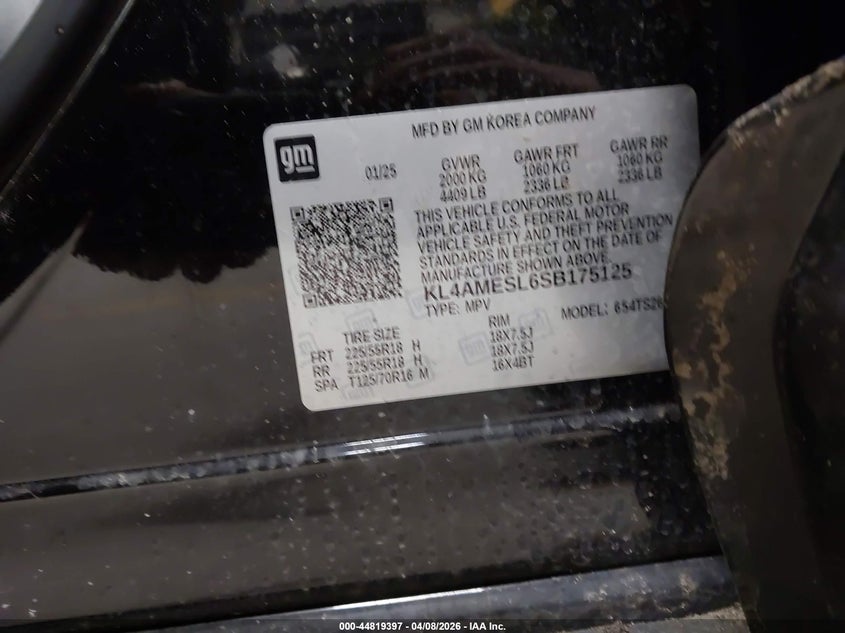 MFD BY GM KOREA COMPANY
gm
01/25
GVWR GAWR FRT GAWR RR
2000 KG 1060 KG 1060 KG
4409 LB 2336 LB 2336 LB
THIS VEHICLE CONFORMS TO ALL
APPLICABLE U.S. FEDERAL MOTOR
VEHICLE SAFETY AND THEFT PREVENTION
STANDARDS IN EFFECT ON THE DATE OF
MANUFACTURE SHOWN ABOVE.
KL4AMESL6SB175125
TYPE: MPV MODEL:
TIRE SIZE RIM
FRT 225/55R18 H 18X7.5J
RR 225/55R18 H 18X7.5J
SPA T125/70R16 M 16X4BT
000-44819397 - 04/08/2026 - IAA Inc.